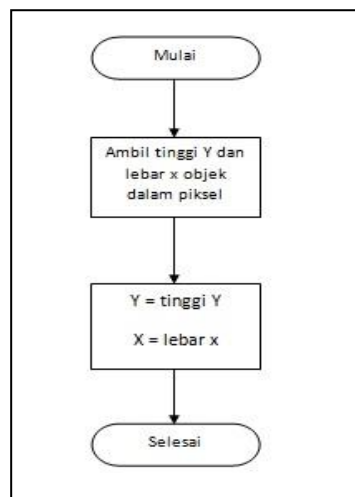 Mulai
Ambil tinggi Y dan
lebar x objek
dalam piksel
Y = tinggi Y
X = lebar x
Selesai